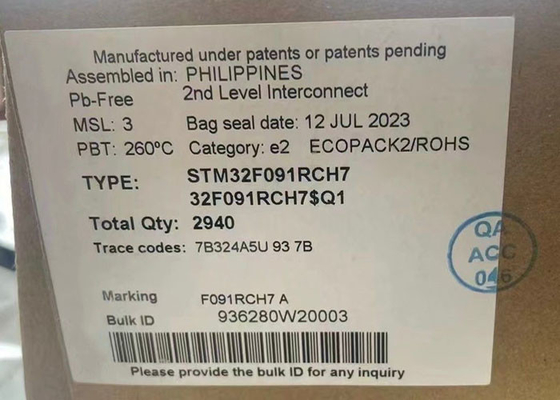 Manufactured under patents or patents pending
Assembled in: PHILIPPINES
Pb-Free 2nd Level Interconnect
MSL: 3 Bag seal date: 12 JUL 2023
PBT: 260ºC Category: e2 ECOPACK2/ROHS
TYPE: STM32F091RCH7
32F091RCH7$Q1
Total Qty: 2940
Trace codes: 7B324A5U 93 7B
QA
ACC
046
Marking F091RCH7 A
Bulk ID 936280W20003
Please provide the bulk ID for any inquiry